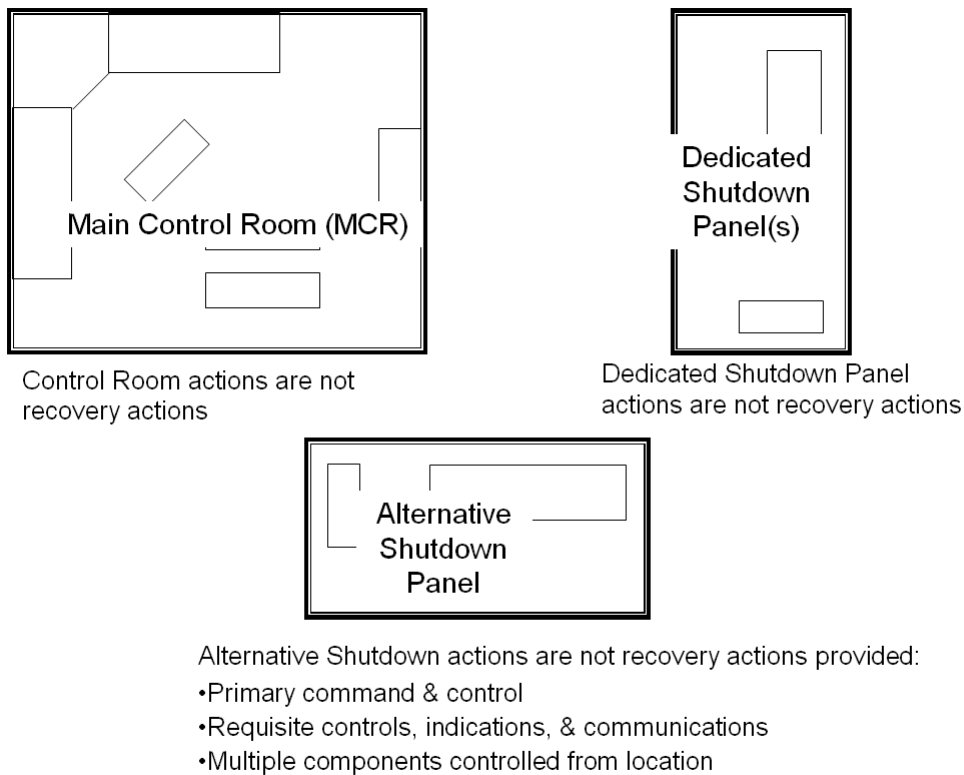 Main Control Room (MCR)
Dedicated
Shutdown
Panel(s)
Control Room actions are not
recovery actions
Dedicated Shutdown Panel
actions are not recovery actions
Alternative
Shutdown
Panel
Alternative Shutdown actions are not recovery actions provided:
•Primary command & control
•Requisite controls, indications, & communications
•Multiple components controlled from location